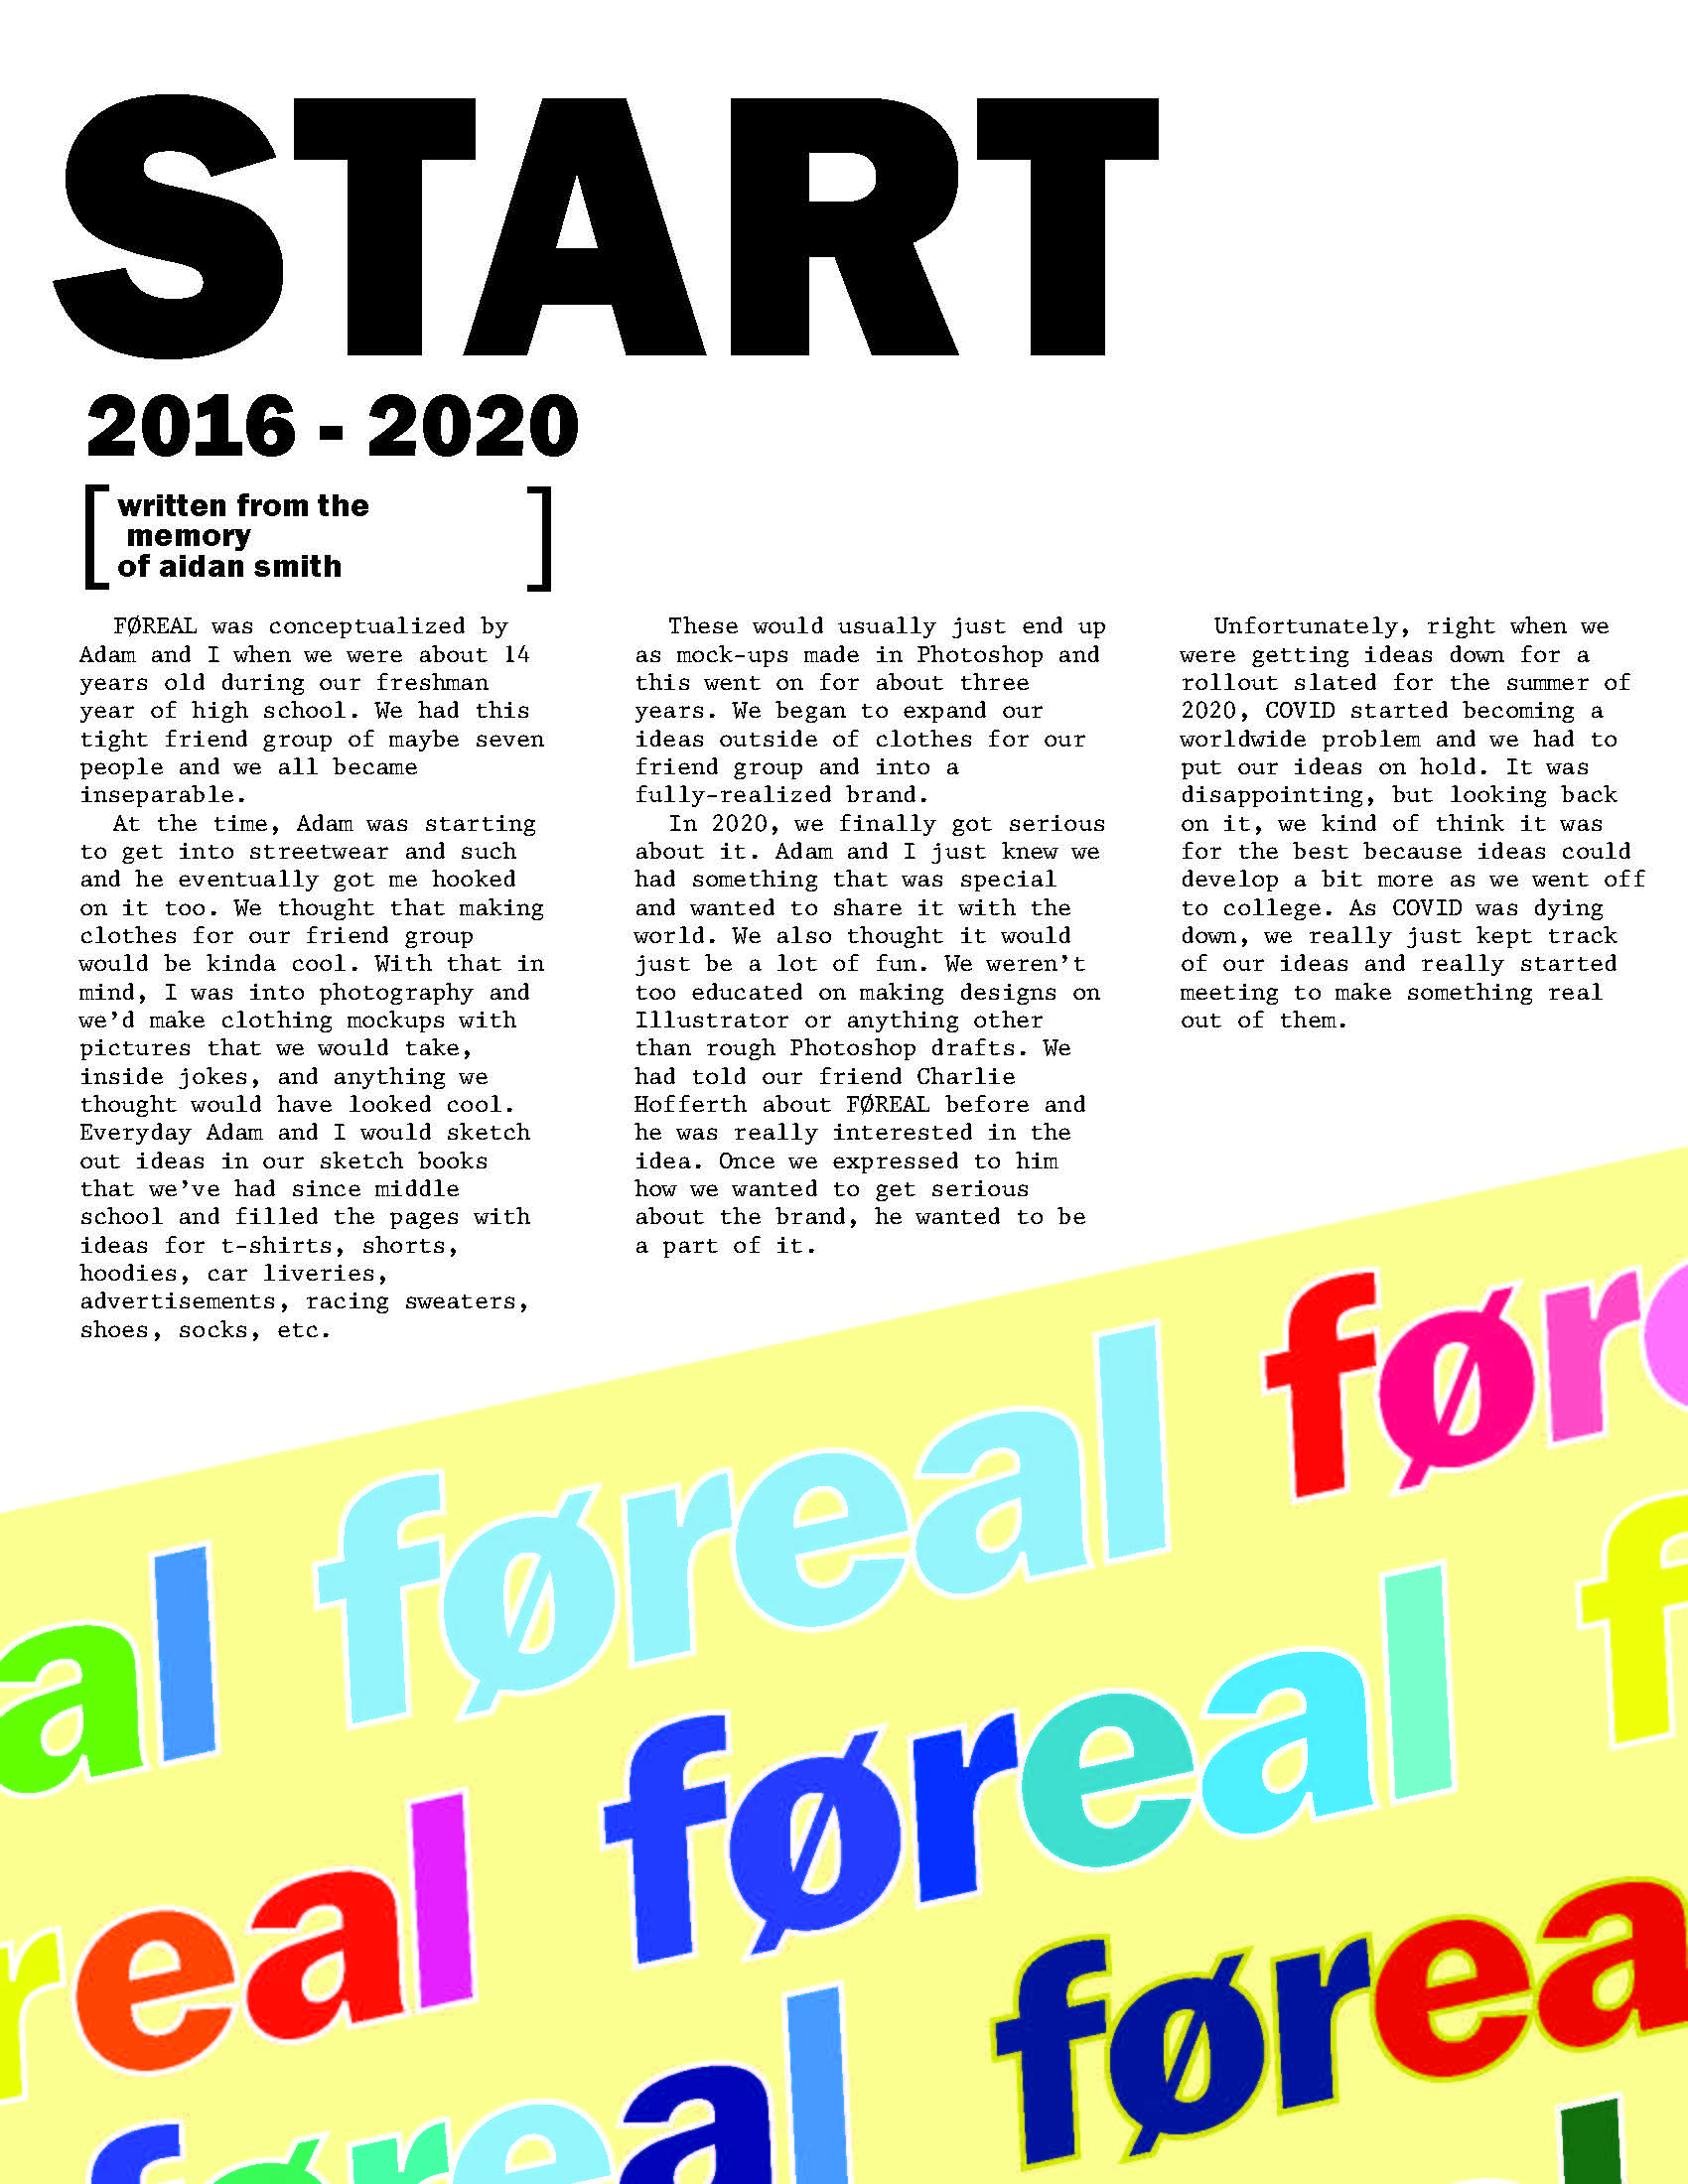 START
2016 - 2020
[written from the
memory
of aidan smith]
FØREAL was conceptualized by
Adam and I when we were about 14
years old during our freshman
year of high school. We had this
tight friend group of maybe seven
people and we all became
inseparable.
At the time, Adam was starting
to get into streetwear and such
and he eventually got me hooked
on it too. We thought that making
clothes for our friend group
would be kinda cool. With that in
mind, I was into photography and
we'd make clothing mockups with
pictures that we would take,
inside jokes, and anything we
thought would have looked cool.
Everyday Adam and I would sketch
out ideas in our sketch books
that we've had since middle
school and filled the pages with
ideas for t-shirts, shorts,
hoodies, car liveries,
advertisements, racing sweaters,
shoes, socks, etc.
These would usually just end up
as mock-ups made in Photoshop and
this went on for about three
years. We began to expand our
ideas outside of clothes for our
friend group and into a
fully-realized brand.
In 2020, we finally got serious
about it. Adam and I just knew we
had something that was special
and wanted to share it with the
world. We also thought it would
just be a lot of fun. We weren't
too educated on making designs on
Illustrator or anything other
than rough Photoshop drafts. We
had told our friend Charlie
Hofferth about FØREAL before and
he was really interested in the
idea. Once we expressed to him
how we wanted to get serious
about the brand, he wanted to be
a part of it.
Unfortunately, right when we
were getting ideas down for a
rollout slated for the summer of
2020, COVID started becoming a
worldwide problem and we had to
put our ideas on hold. It was
disappointing, but looking back
on it, we kind of think it was
for the best because ideas could
develop a bit more as we went off
to college. As COVID was dying
down, we really just kept track
of our ideas and really started
meeting to make something real
out of them.
al føreal føre
real føreal f
føreal førea
l